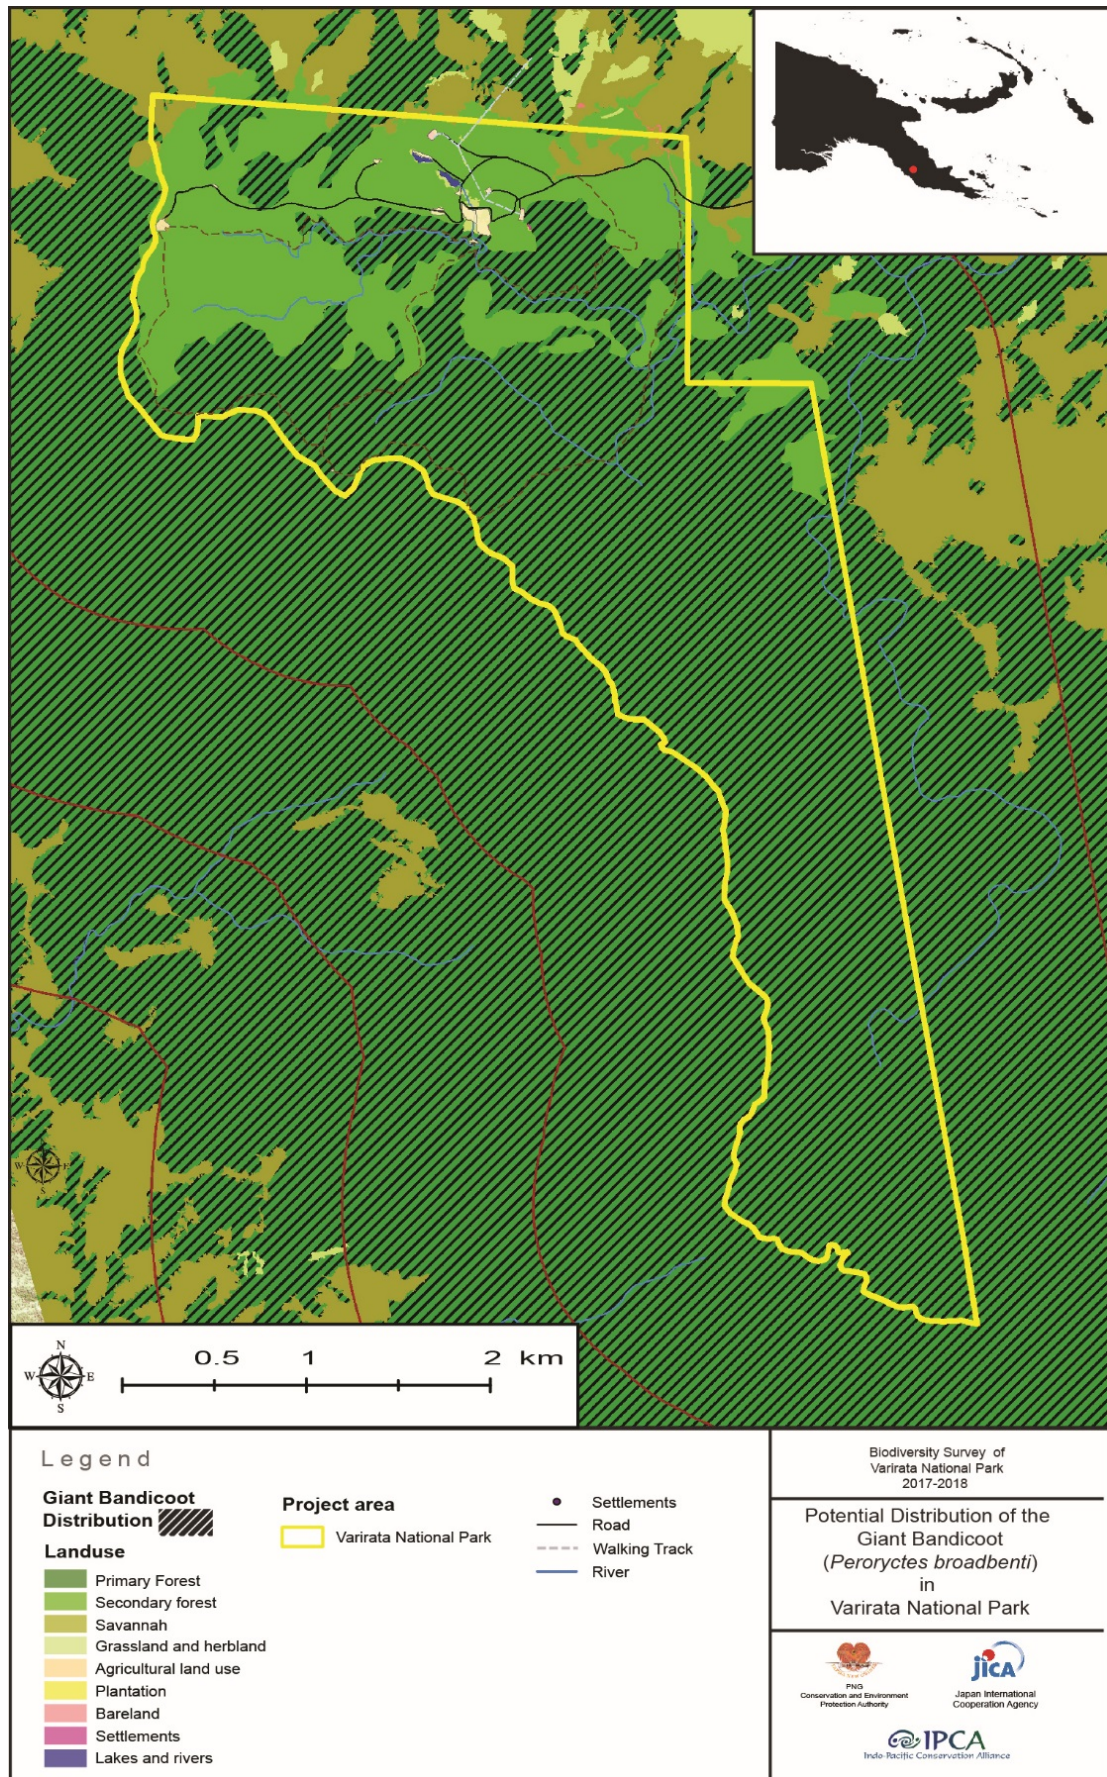 W
E
S
N
W
E
S
0.5 1 2 km
Legend
Giant Bandicoot
Distribution
Landuse
Primary Forest
Secondary forest
Savannah
Grassland and herbland
Agricultural land use
Plantation
Bareland
Settlements
Lakes and rivers
Project area
Varirata National Park
Settlements
Road
Walking Track
River
Biodiversity Survey of
Varirata National Park
2017-2018
Potential Distribution of the
Giant Bandicoot
(Peroryctes broadbenti)
in
Varirata National Park
PNG
Conservation and Environment
Protection Authority
jICA
Japan International
Cooperation Agency
IPCA
Indo-Pacific Conservation Alliance